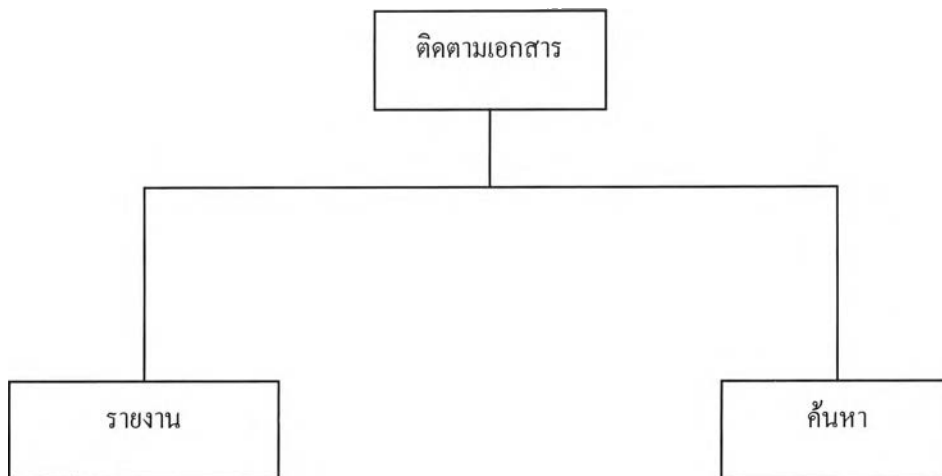 ติดตามเอกสาร
รายงาน
ค้นหา